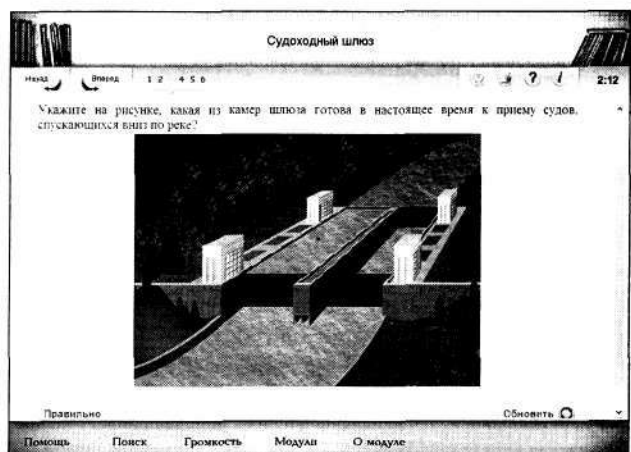 Судоходный шлюз
Назад Вперед 1 2 4 5 6 ? i 2:12
Укажите на рисунке, какая из камер шлюза готова в настоящее время к приему судов,
спускающихся вниз по реке?
Правильно Обновить
Помощь Поиск Громкость Модули О модуле